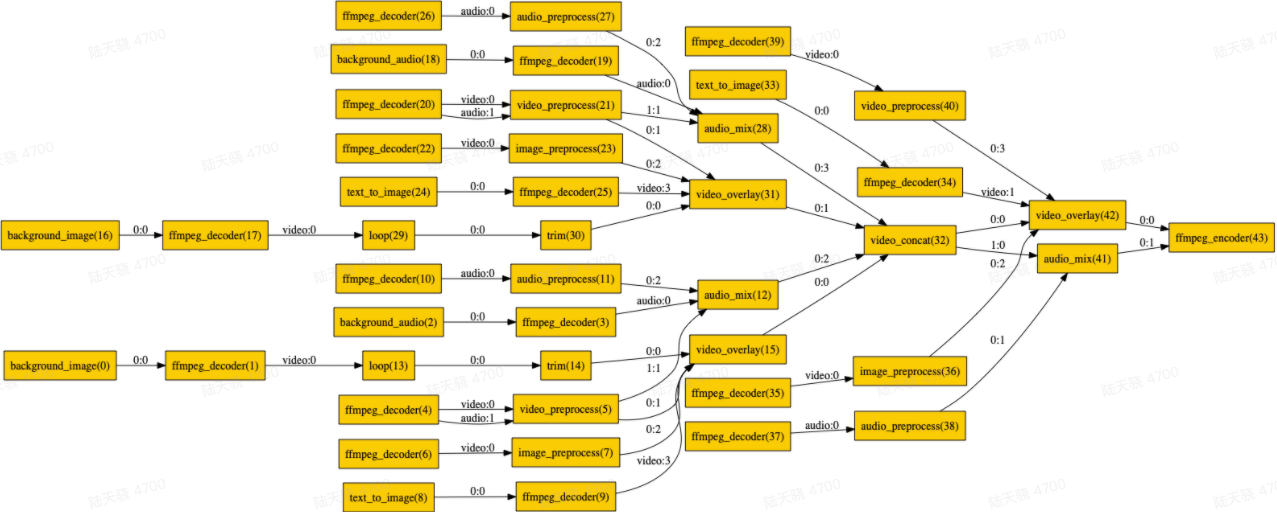 ffmpeg_decoder(26) audio:0 audio_preprocess(27)
0:2
background_audio(18) 0:0 ffmpeg_decoder(19)
audio:0
ffmpeg_decoder(20) video:0 audio:1 video_preprocess(21)
1:1
0:1
audio_mix(28)
0:3
ffmpeg_decoder(22) video:0 image_preprocess(23)
0:2
text_to_image(24) 0:0 ffmpeg_decoder(25) video:3 video_overlay(31)
0:1
background_image(16) 0:0 ffmpeg_decoder(17) video:0 loop(29) 0:0 trim(30) 0:0
ffmpeg_decoder(39) video:0 video_preprocess(40)
0:3
text_to_image(33) 0:0 ffmpeg_decoder(34) video:1 video_overlay(42)
0:0
ffmpeg_encoder(43)
video_concat(32) 0:0
1:0 audio_mix(41) 0:1
0:2
ffmpeg_decoder(10) audio:0 audio_preprocess(11) 0:2 audio_mix(12) 0:2
background_audio(2) 0:0 ffmpeg_decoder(3) audio:0
0:0
background_image(0) 0:0 ffmpeg_decoder(1) video:0 loop(13) 0:0 trim(14) 0:0 video_overlay(15)
1:1
ffmpeg_decoder(4) video:0 audio:1 video_preprocess(5) 0:1
ffmpeg_decoder(6) video:0 image_preprocess(7) 0:2
text_to_image(8) 0:0 ffmpeg_decoder(9) video:3
ffmpeg_decoder(35) video:0 image_preprocess(36)
0:1
ffmpeg_decoder(37) audio:0 audio_preprocess(38)
陆天骁 4700